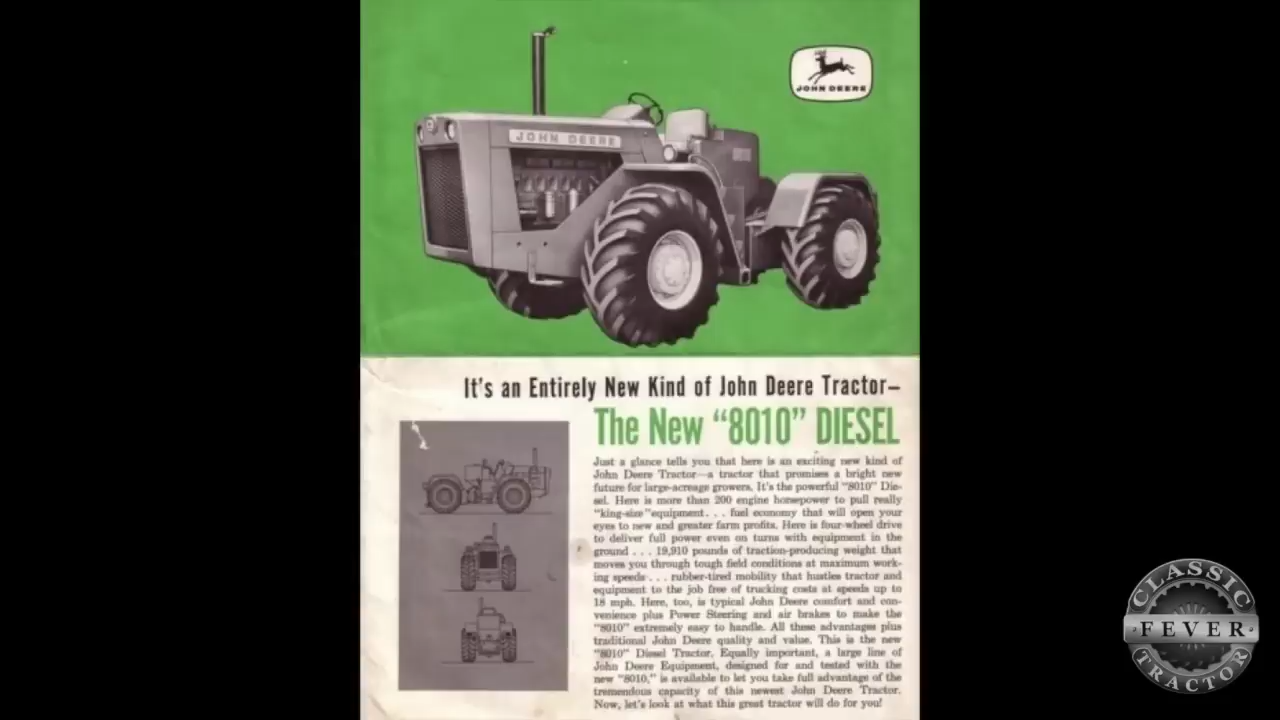 JOHN DEERE
JOHN DEERE
It's an Entirely New Kind of John Deere Tractor—
The New "8010" DIESEL
Just a glance tells you that here is an exciting new kind of
John Deere Tractor—a tractor that promises a bright new
future for large-acreage growers. It's the powerful "8010" Die-
sel. Here is more than 200 engine horsepower to pull really
"king-size" equipment . . . fuel economy that will open your
eyes to new and greater farm profits. Here is four-wheel drive
to deliver full power even on turns with equipment in the
ground . . . 19,910 pounds of traction-producing weight that
moves you through tough field conditions at maximum work-
ing speeds . . . rubber-tired mobility that hustles tractor and
equipment to the job free of trucking costs at speeds up to
18 mph. Here, too, is typical John Deere comfort and con-
venience plus Power Steering and air brakes to make the
"8010" extremely easy to handle. All these advantages plus
traditional John Deere quality and value. This is the new
"8010" Diesel Tractor. Equally important, a large line of
John Deere Equipment, designed for and tested with the
new "8010," is available to let you take full advantage of the
tremendous capacity of this newest John Deere Tractor.
Now, let's look at what this great tractor will do for you!
CLASSIC
FEVER
TRACTOR